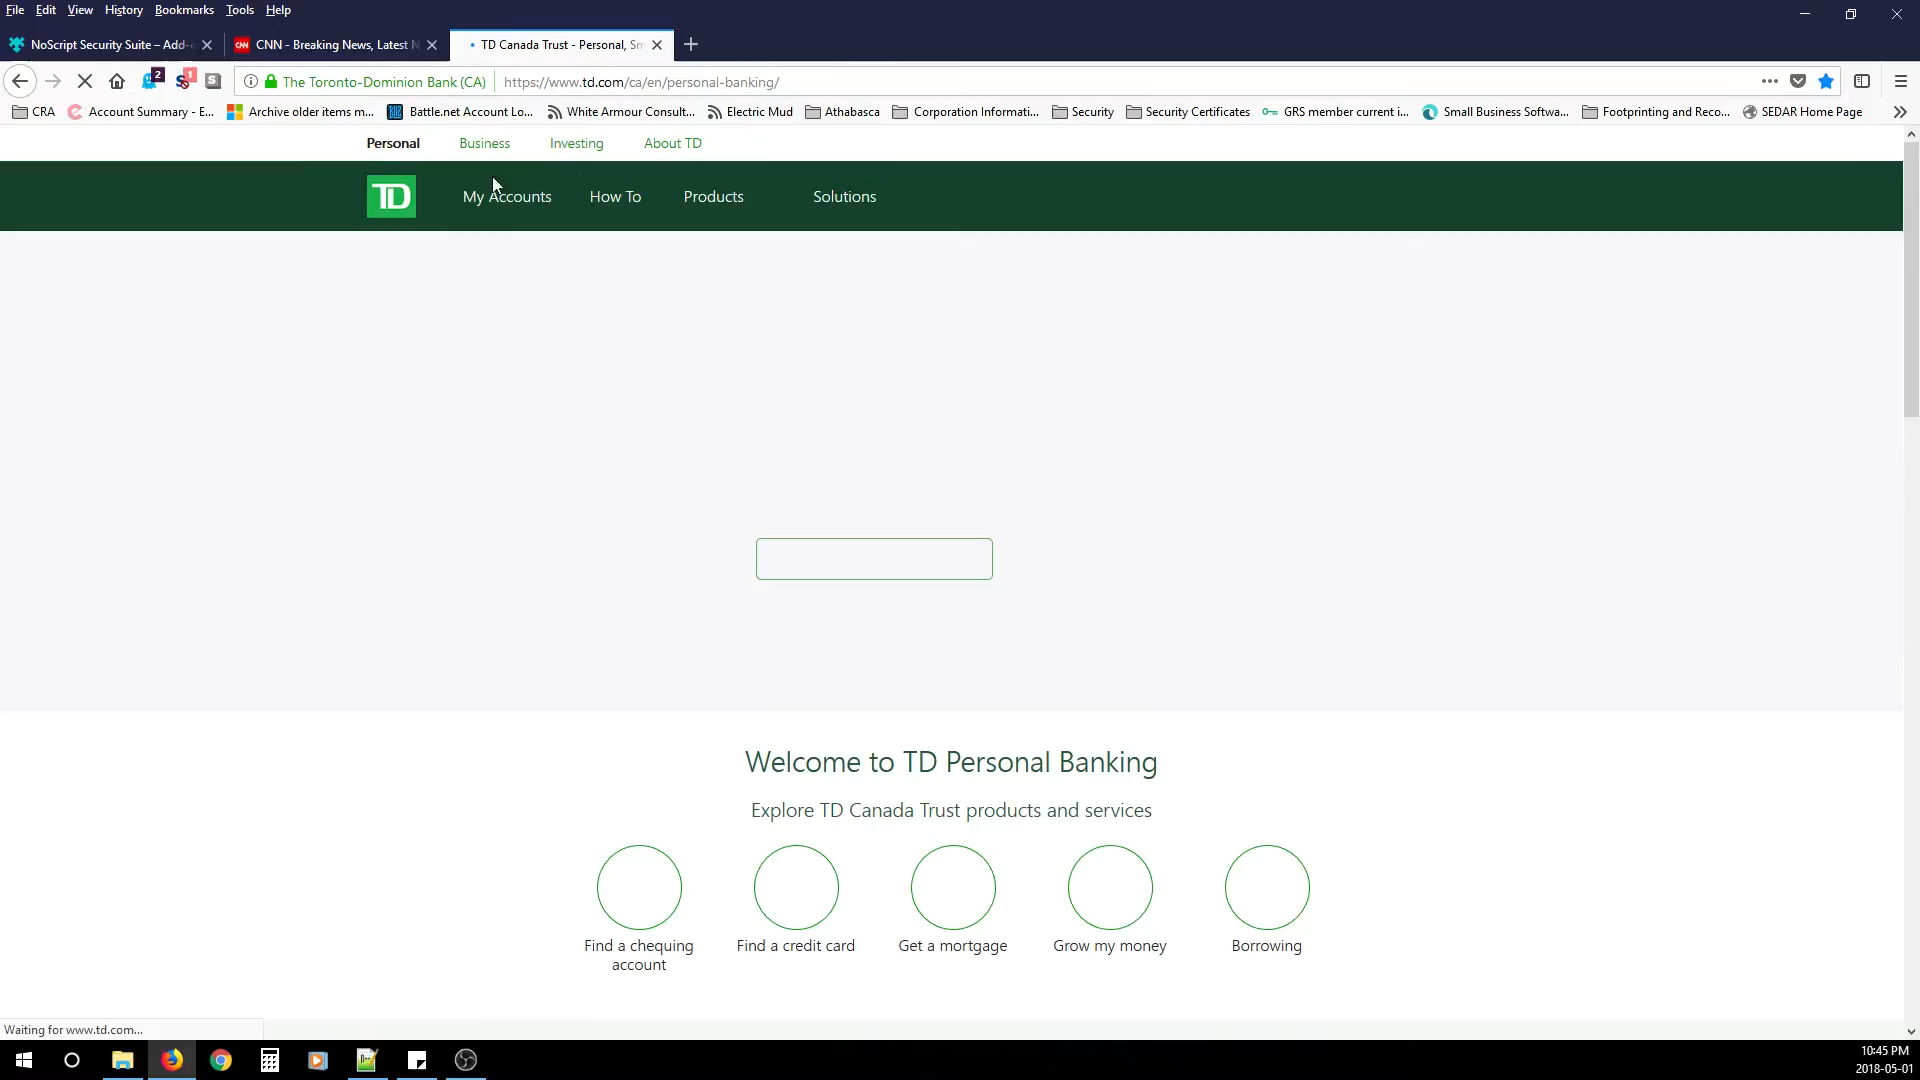 File Edit View History Bookmarks Tools Help
NoScript Security Suite – Add-o
CNN - Breaking News, Latest N
TD Canada Trust - Personal, Sm
2
1
S
The Toronto-Dominion Bank (CA)
https://www.td.com/ca/en/personal-banking/
CRA
Account Summary - E...
Archive older items m...
Battle.net Account Lo...
White Armour Consult...
Electric Mud
Athabasca
Corporation Informati...
Security
Security Certificates
GRS member current i...
Small Business Softwa...
Footprinting and Reco...
SEDAR Home Page
Personal Business Investing About TD
TD
My Accounts How To Products Solutions
Welcome to TD Personal Banking
Explore TD Canada Trust products and services
Find a chequing
account
Find a credit card
Get a mortgage
Grow my money
Borrowing
Waiting for www.td.com...
10:45 PM
2018-05-01